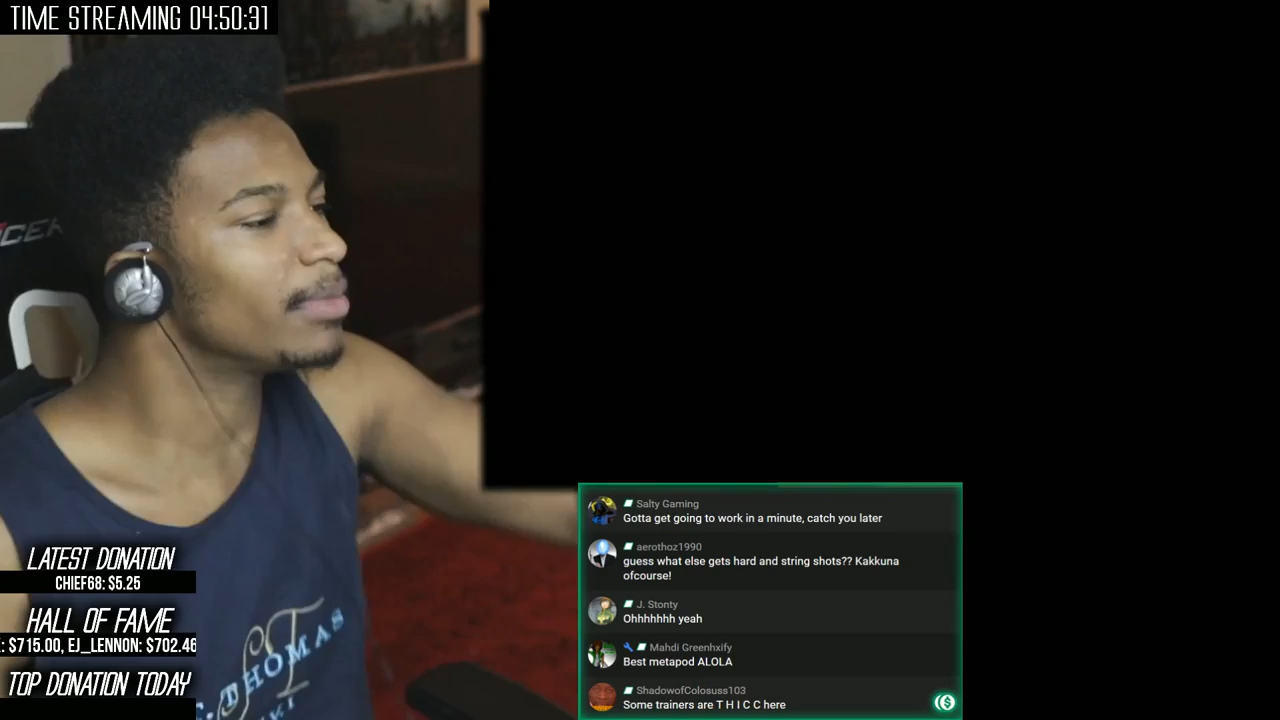 TIME STREAMING 04:50:31
CER
LATEST DONATION
CHIEF68: $5.25
HALL OF FAME
: $715.00, EJ_LENNON: $702.46
TOP DONATION TODAY
THOMAS
Salty Gaming
Gotta get going to work in a minute, catch you later
aerothoz1990
guess what else gets hard and string shots?? Kakkuna
ofcourse!
J. Stonty
Ohhhhhhh yeah
Mahdi Greenhxify
Best metapod ALOLA
ShadowofColosuss103
Some trainers are T H I C C here